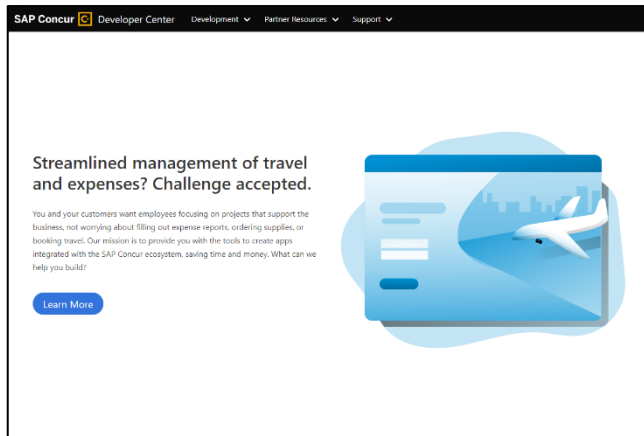 SAP Concur C Developer Center Development Partner Resources Support
Streamlined management of travel
and expenses? Challenge accepted.
You and your customers want employees focusing on projects that support the
business, not worrying about filling out expense reports, ordering supplies, or
booking travel. Our mission is to provide you with the tools to create apps
integrated with the SAP Concur ecosystem, saving time and money. What can we
help you build?
Learn More